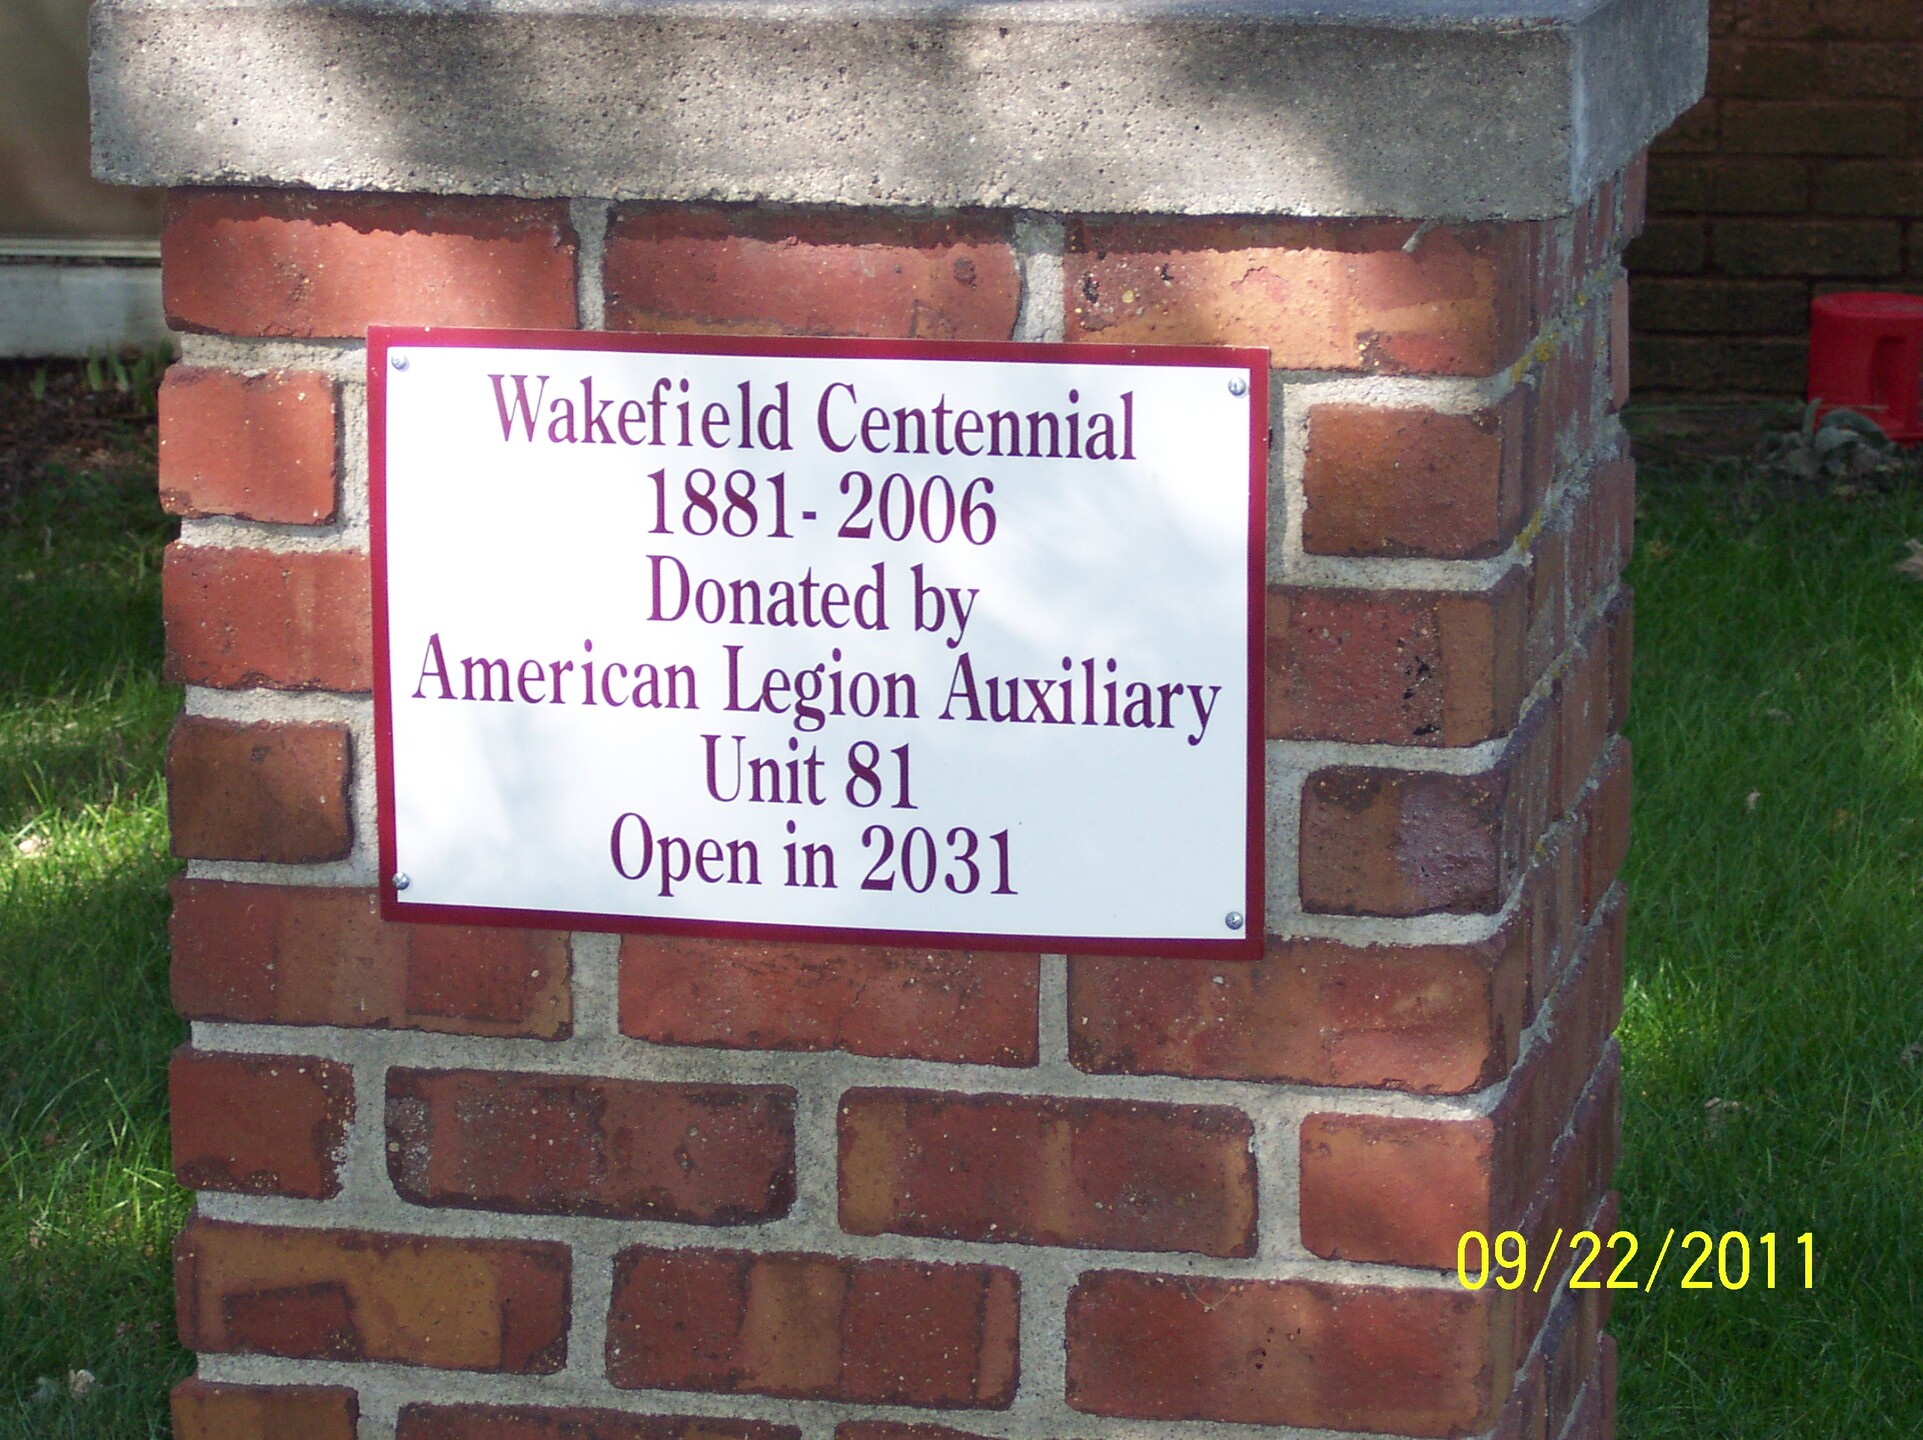 Wakefield Centennial
1881- 2006
Donated by
American Legion Auxiliary
Unit 81
Open in 2031
09/22/2011